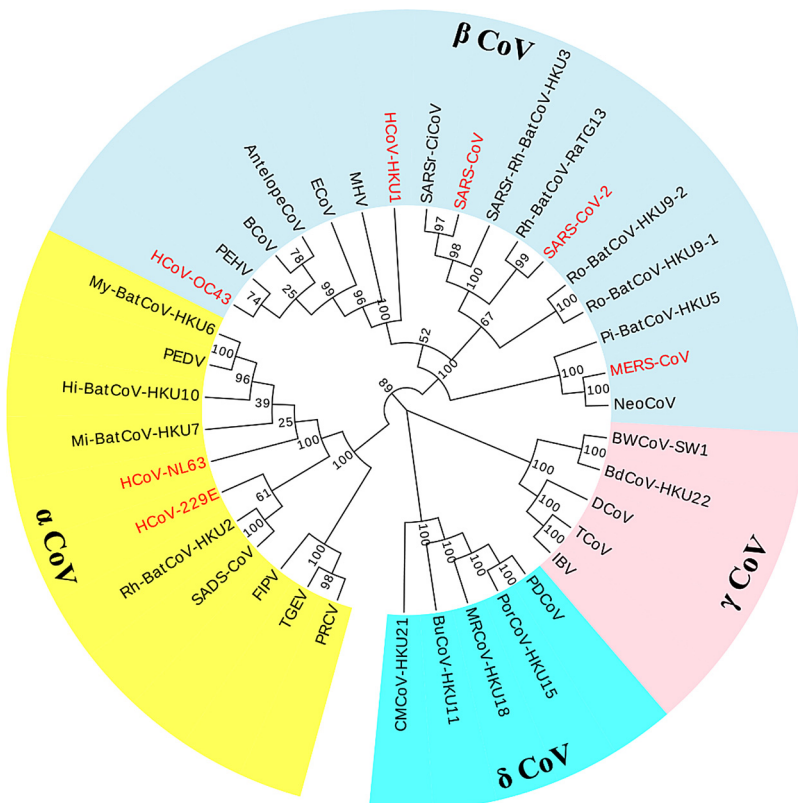 β CoV
HCoV-OC43
PEHV
BCoV
AntelopeCoV
ECoV
MHV
HCoV-HKU1
SARSr-CiCoV
SARS-CoV
SARSr-Rh-BatCoV-HKU3
Rh-BatCoV-RaTG13
SARS-CoV-2
Ro-BatCoV-HKU9-2
Ro-BatCoV-HKU9-1
Pi-BatCoV-HKU5
MERS-CoV
NeoCoV
74
25
78
99
96
100
97
98
100
99
67
100
52
100
100
100
89
γ CoV
BWCoV-SW1
BdCoV-HKU22
DCoV
TCoV
IBV
100
100
100
100
δ CoV
PDCoV
PorCoV-HKU15
MRCoV-HKU18
BuCoV-HKU11
CMCoV-HKU21
100
100
100
100
α CoV
My-BatCoV-HKU6
PEDV
Hi-BatCoV-HKU10
Mi-BatCoV-HKU7
HCoV-NL63
HCoV-229E
Rh-BatCoV-HKU2
SADS-CoV
FIPV
TGEV
PRCV
100
96
39
25
100
100
61
100
100
98